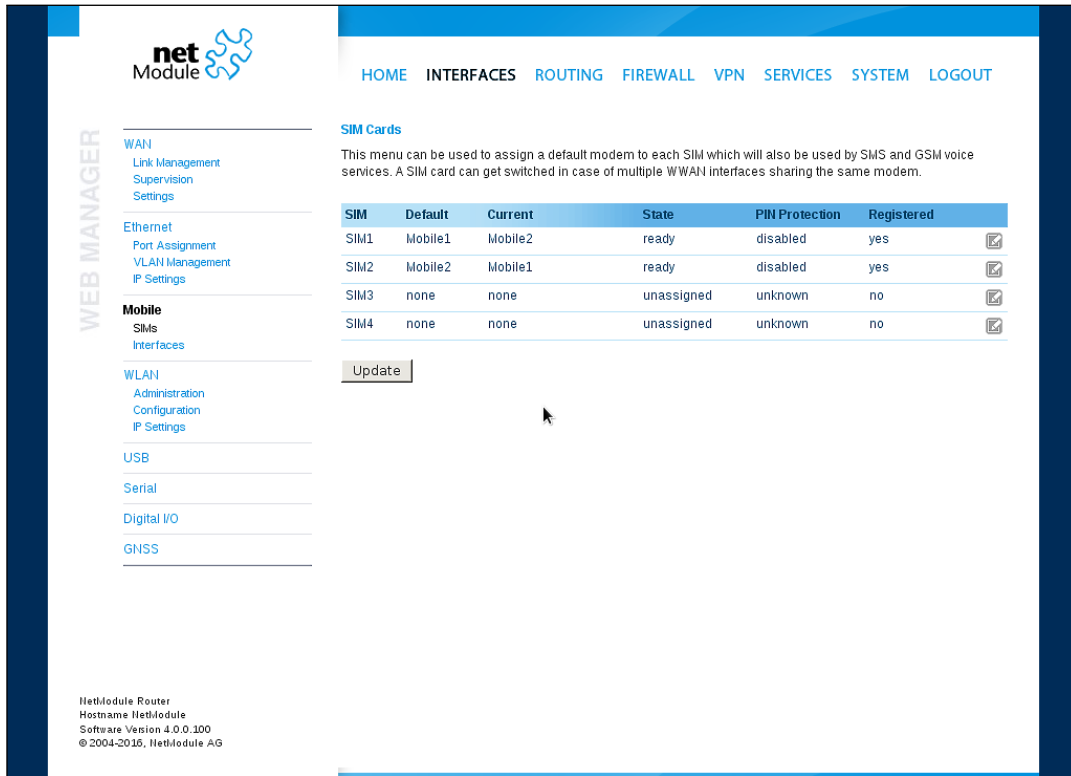 net
Module
HOME INTERFACES ROUTING FIREWALL VPN SERVICES SYSTEM LOGOUT
WEB MANAGER
WAN
Link Management
Supervision
Settings
Ethernet
Port Assignment
VLAN Management
IP Settings
Mobile
SIMs
Interfaces
WLAN
Administration
Configuration
IP Settings
USB
Serial
Digital I/O
GNSS
SIM Cards
This menu can be used to assign a default modem to each SIM which will also be used by SMS and GSM voice
services. A SIM card can get switched in case of multiple WWAN interfaces sharing the same modem.
SIM Default Current State PIN Protection Registered
SIM1 Mobile1 Mobile2 ready disabled yes
SIM2 Mobile2 Mobile1 ready disabled yes
SIM3 none none unassigned unknown no
SIM4 none none unassigned unknown no
Update
NetModule Router
Hostname NetModule
Software Version 4.0.0.100
© 2004-2016, NetModule AG